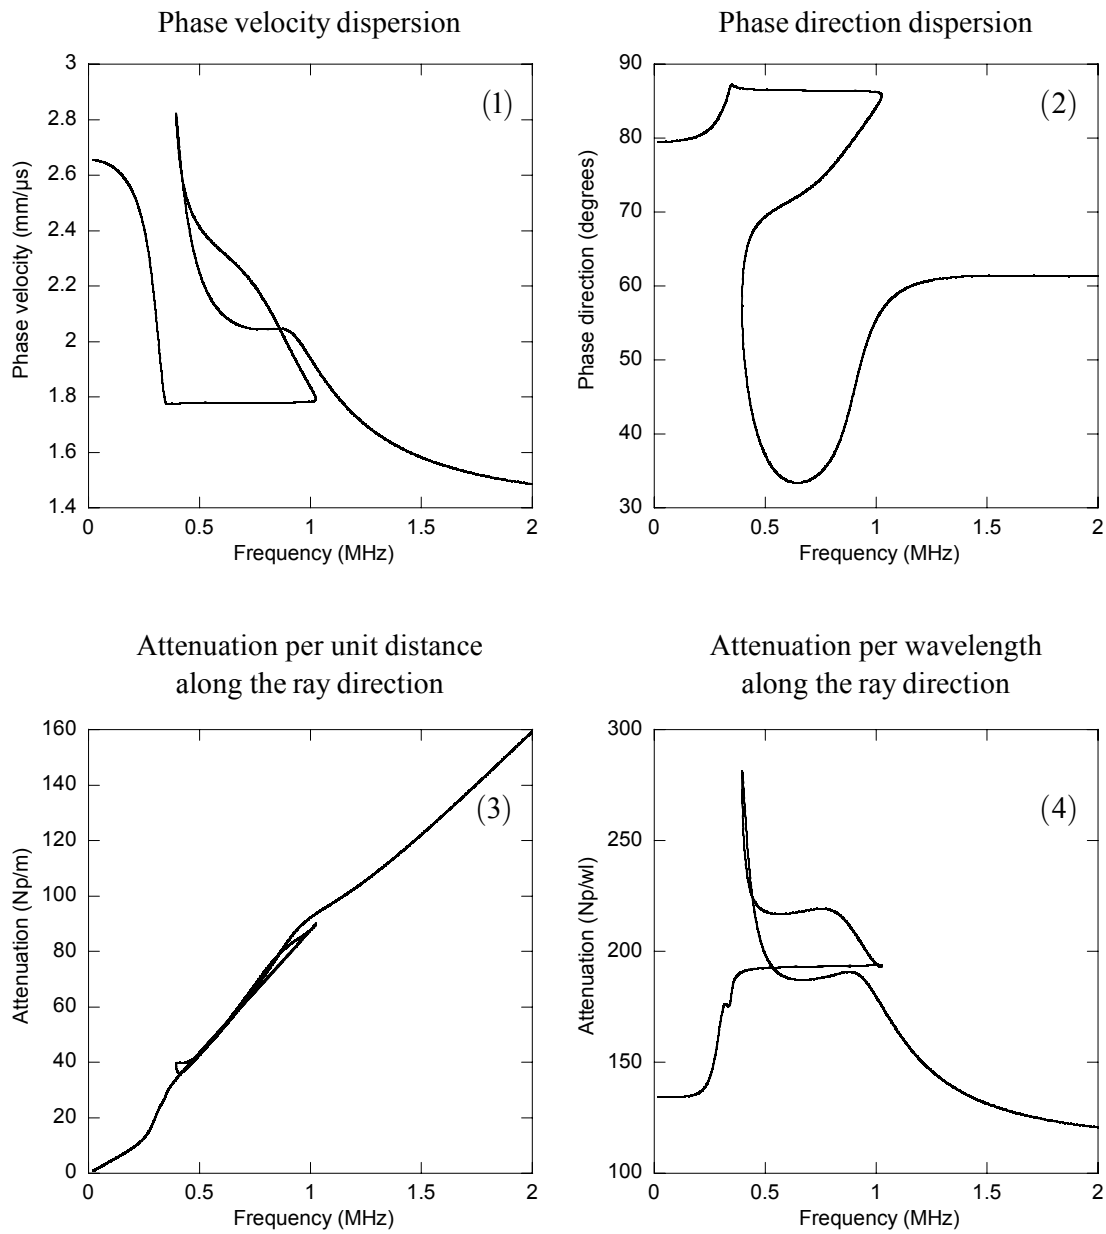 Phase velocity dispersion
3
2.8
2.6
2.4
2.2
2
1.8
1.6
1.4
Phase velocity (mm/µs)
(1)
0 0.5 1 1.5 2
Frequency (MHz)
Phase direction dispersion
90
80
70
60
50
40
30
Phase direction (degrees)
(2)
0 0.5 1 1.5 2
Frequency (MHz)
Attenuation per unit distance
along the ray direction
160
140
120
100
80
60
40
20
0
Attenuation (Np/m)
(3)
0 0.5 1 1.5 2
Frequency (MHz)
Attenuation per wavelength
along the ray direction
300
250
200
150
100
Attenuation (Np/wl)
(4)
0 0.5 1 1.5 2
Frequency (MHz)